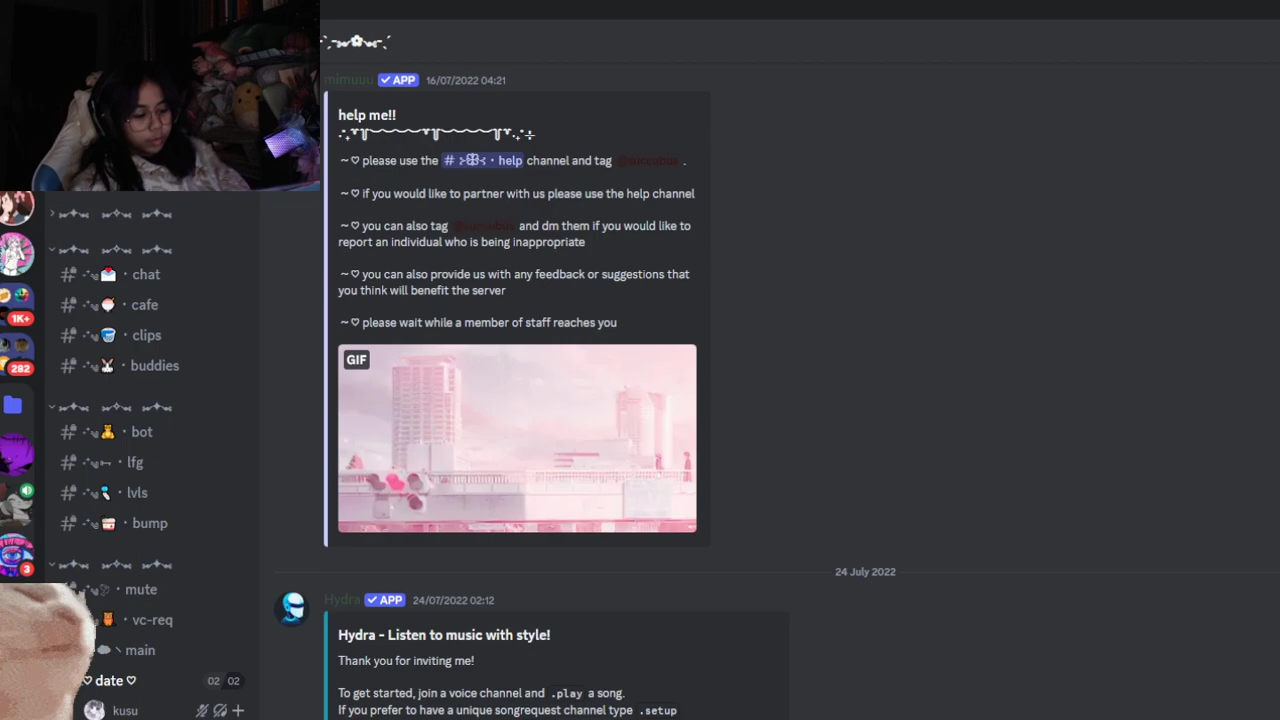 mimuuu APP 16/07/2022 04:21
help me!!
~♡ please use the # help channel and tag @succubus .
~♡ if you would like to partner with us please use the help channel
~♡ you can also tag @succubus and dm them if you would like to
report an individual who is being inappropriate
~♡ you can also provide us with any feedback or suggestions that
you think will benefit the server
~♡ please wait while a member of staff reaches you
GIF
24 July 2022
Hydra APP 24/07/2022 02:12
Hydra - Listen to music with style!
Thank you for inviting me!
To get started, join a voice channel and .play a song.
If you prefer to have a unique songrequest channel type .setup
chat
cafe
clips
buddies
bot
lfg
lvls
bump
mute
vc-req
main
♡ date ♡ 02 02
kusu
1K+
282
3